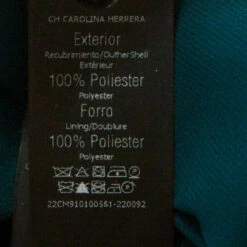 CH CAROLINA HERRERA
Exterior
Recubrimiento/OutherShell
Extérieur:
100% Poliester
Polyester
Forro
Lining/Doublure
100% Poliester
Polyester
22CM910100561-220092